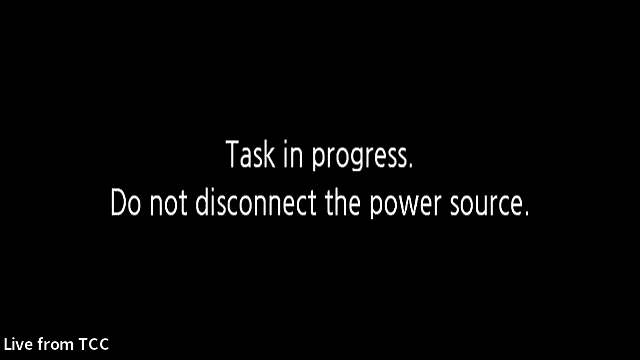 Task in progress.
Do not disconnect the power source.
Live from TCC